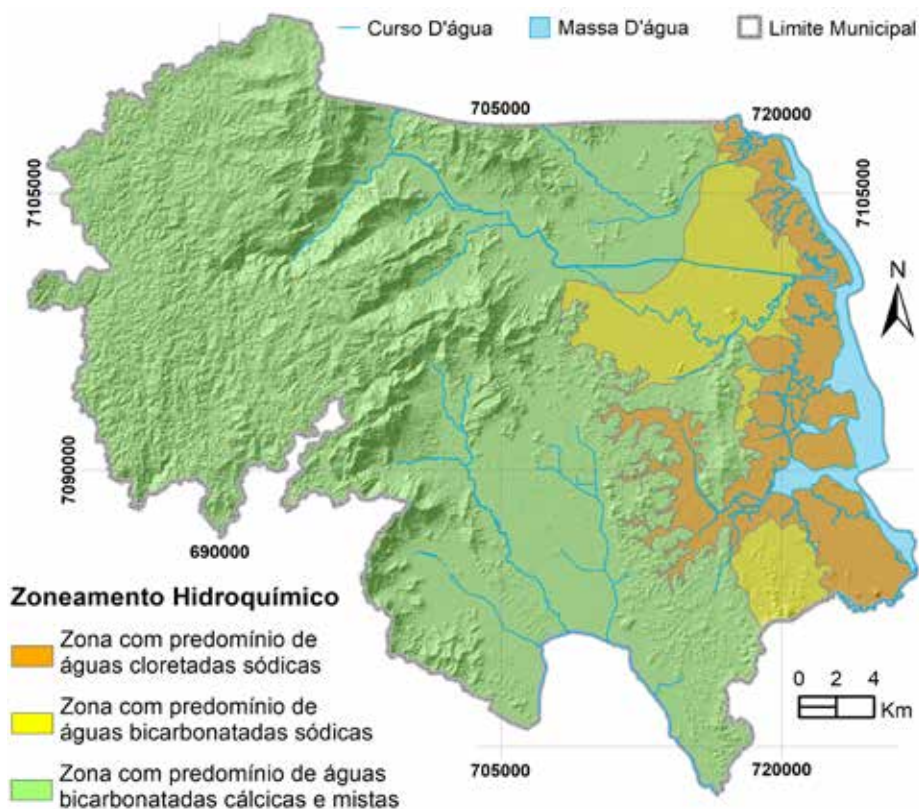 Curso D'água
Massa D'água
Limite Municipal
705000
720000
7105000
7105000
N
7090000
690000
Zoneamento Hidroquímico
Zona com predomínio de
águas cloretadas sódicas
Zona com predomínio de
águas bicarbonatadas sódicas
Zona com predomínio de águas
bicarbonatadas cálcicas e mistas
0 2 4
Km
705000
720000